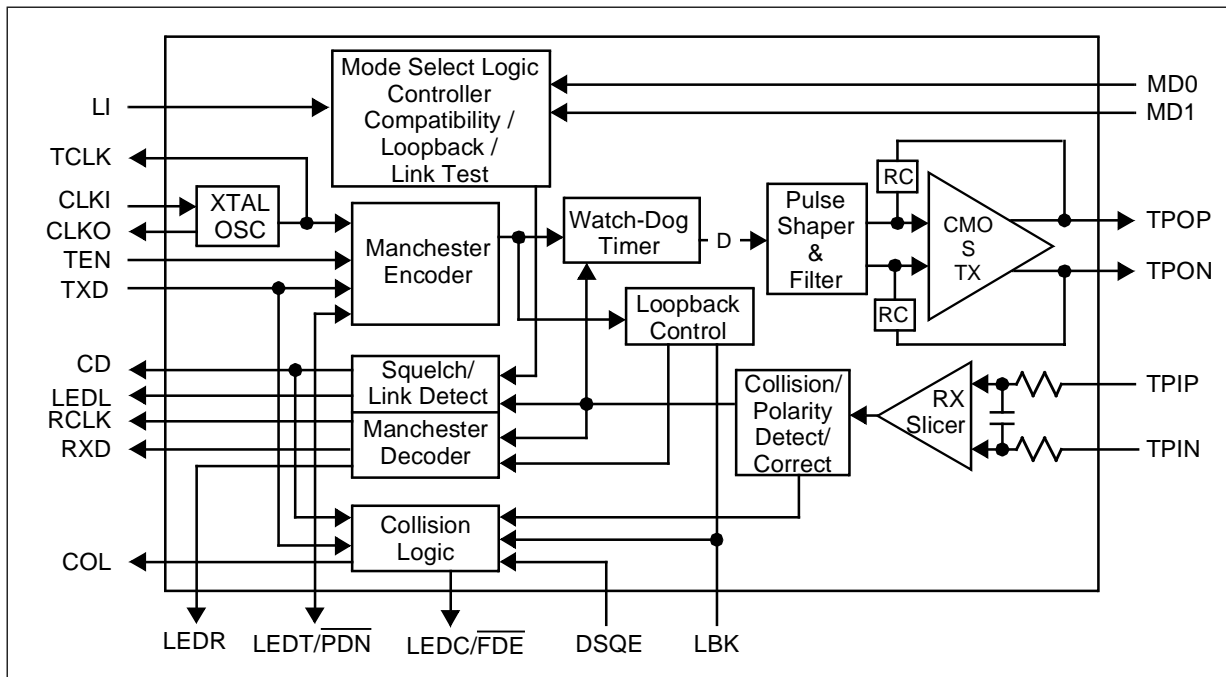 LI
TCLK
CLKI
CLKO
TEN
TXD
CD
LEDL
RCLK
RXD
COL
Mode Select Logic
Controller
Compatibility /
Loopback /
Link Test
XTAL
OSC
Manchester
Encoder
Watch-Dog
Timer
D
Pulse
Shaper
&
Filter
RC
CMO
S
TX
RC
Loopback
Control
Squelch/
Link Detect
Manchester
Decoder
Collision/
Polarity
Detect/
Correct
RX
Slicer
Collision
Logic
MD0
MD1
TPOP
TPON
TPIP
TPIN
LEDR
LEDT/PDN
LEDC/FDE
DSQE
LBK